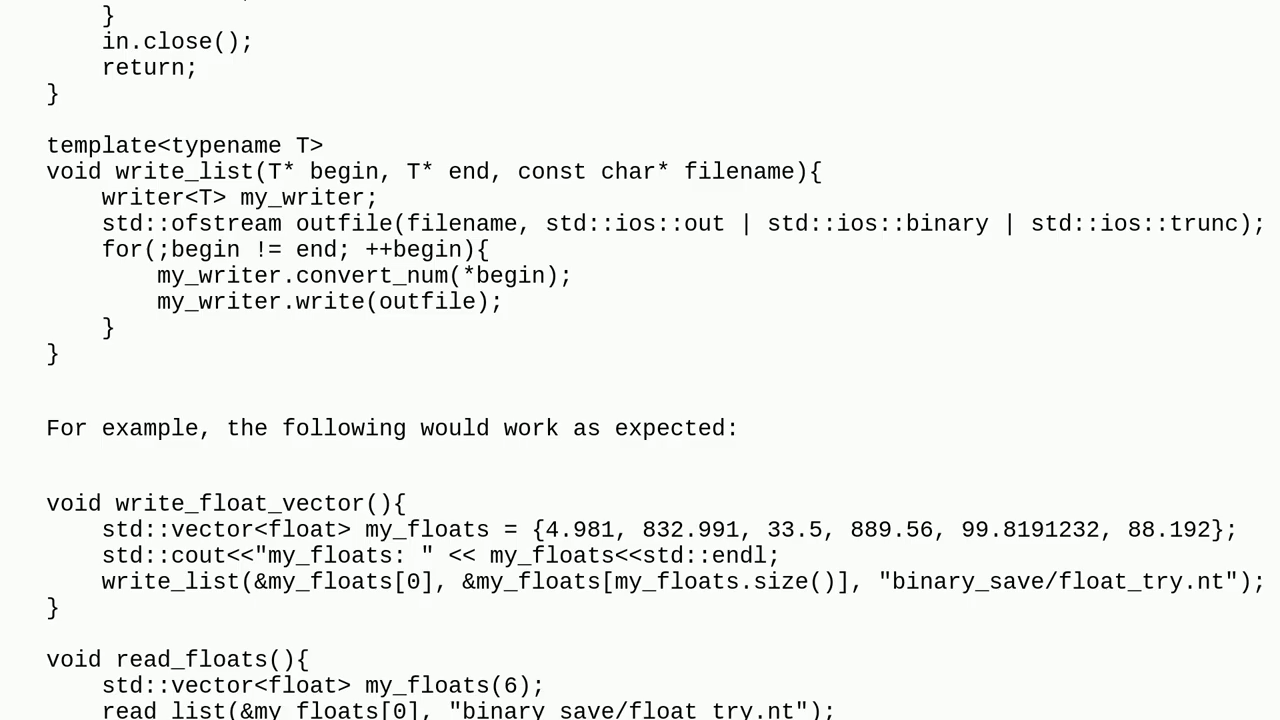 }
in.close();
return;
}
template<typename T>
void write_list(T* begin, T* end, const char* filename){
writer<T> my_writer;
std::ofstream outfile(filename, std::ios::out | std::ios::binary | std::ios::trunc);
for(;begin != end; ++begin){
my_writer.convert_num(*begin);
my_writer.write(outfile);
}
}
For example, the following would work as expected:
void write_float_vector(){
std::vector<float> my_floats = {4.981, 832.991, 33.5, 889.56, 99.8191232, 88.192};
std::cout<<"my_floats: " << my_floats<<std::endl;
write_list(&my_floats[0], &my_floats[my_floats.size()], "binary_save/float_try.nt");
}
void read_floats(){
std::vector<float> my_floats(6);
read_list(&my_floats[0], "binary_save/float_try.nt");